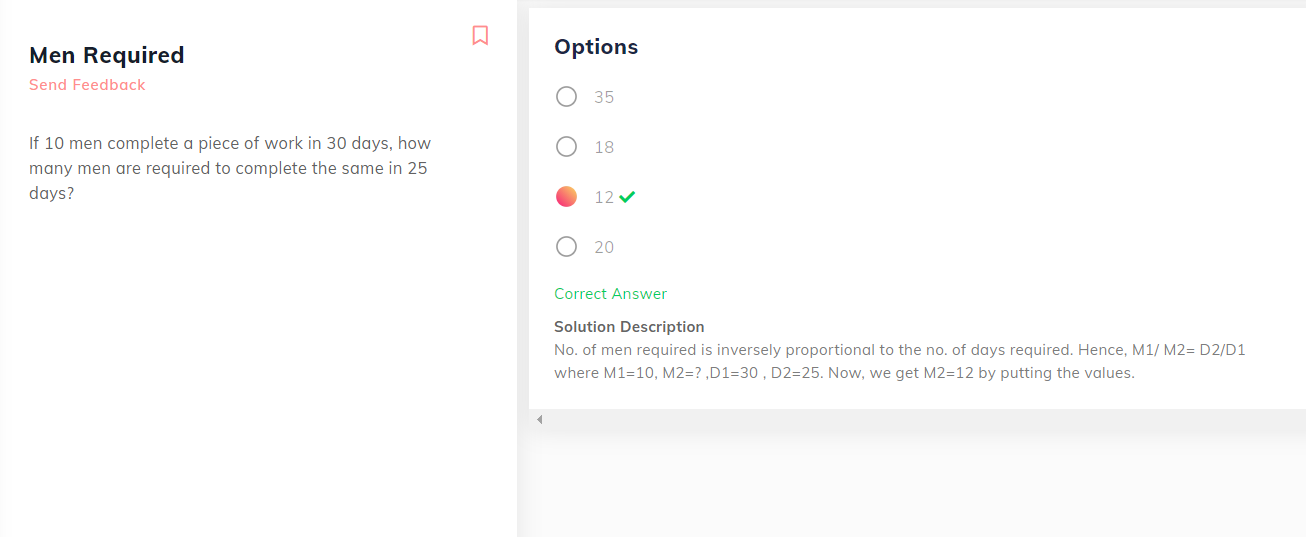 Men Required
Send Feedback
If 10 men complete a piece of work in 30 days, how
many men are required to complete the same in 25
days?
Options
35
18
12
20
Correct Answer
Solution Description
No. of men required is inversely proportional to the no. of days required. Hence, M1/ M2= D2/D1
where M1=10, M2=? ,D1=30 , D2=25. Now, we get M2=12 by putting the values.